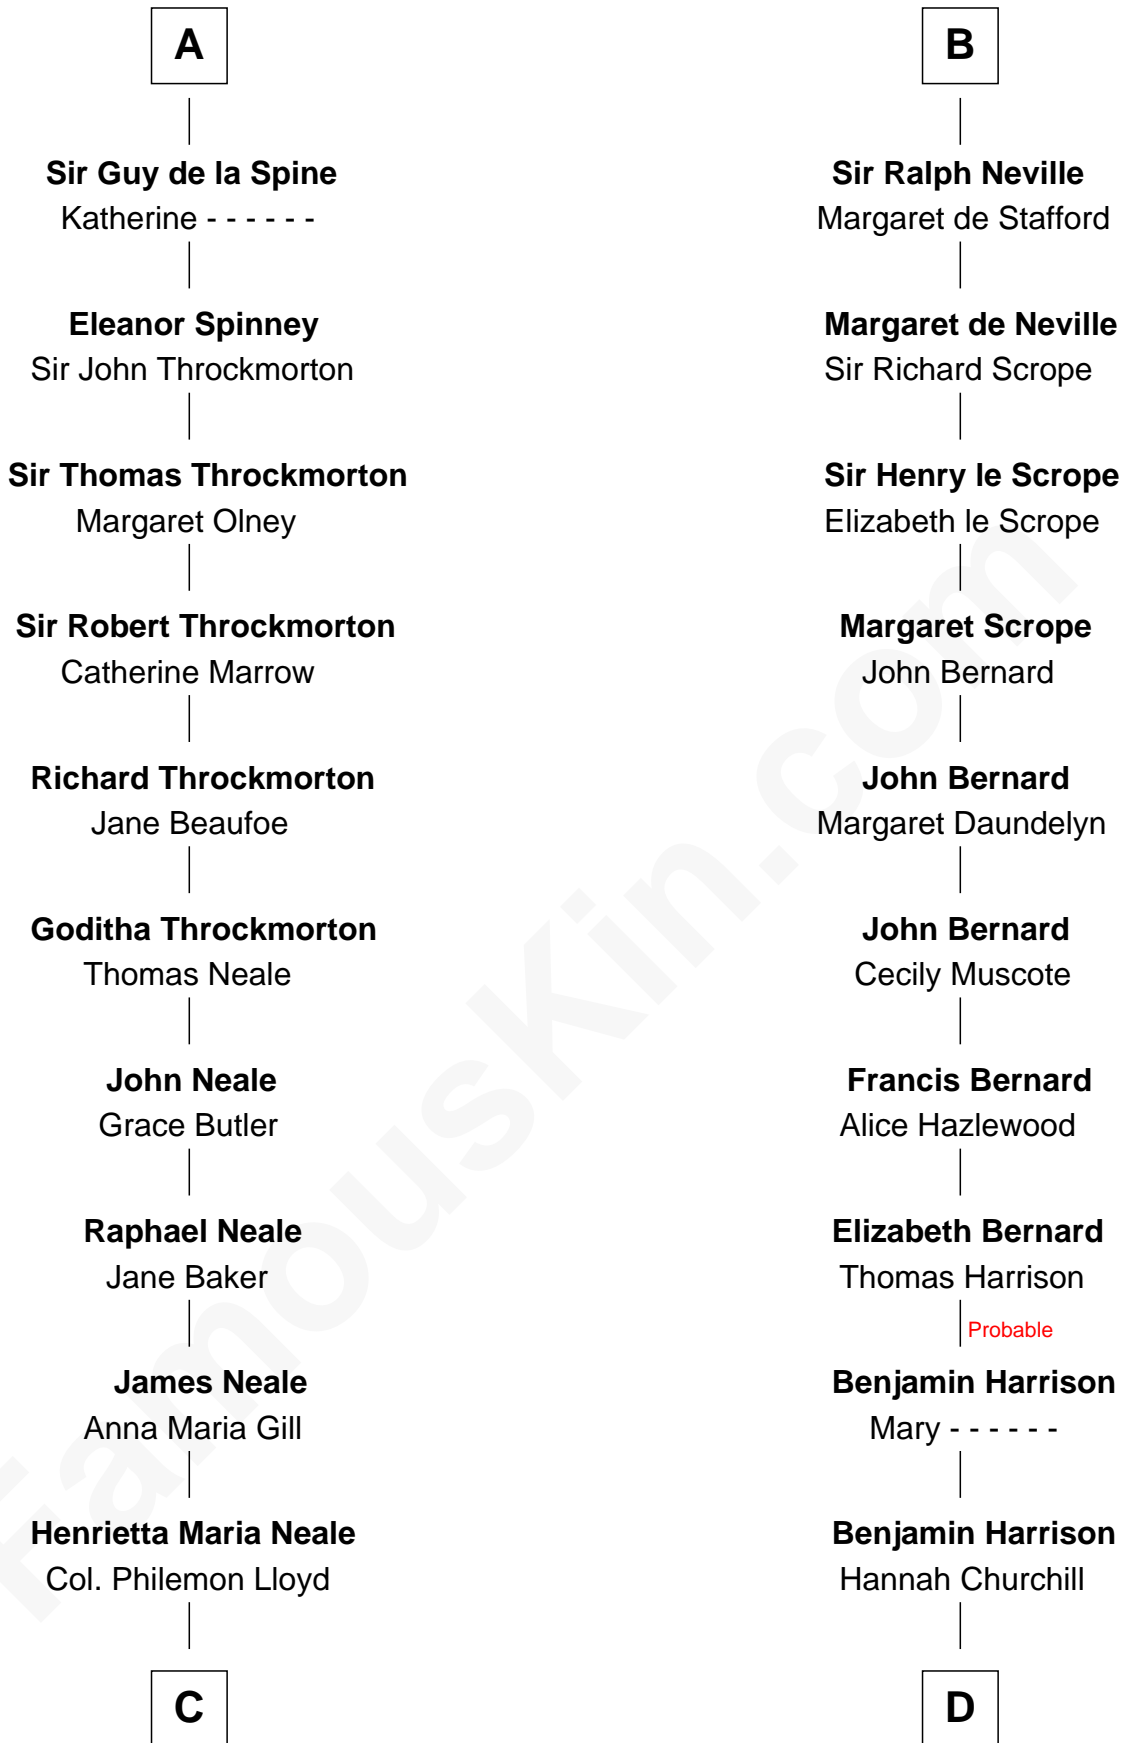 A
Sir Guy de la Spine
Katherine - - - - - -
Eleanor Spinney
Sir John Throckmorton
Sir Thomas Throckmorton
Margaret Olney
Sir Robert Throckmorton
Catherine Marrow
Richard Throckmorton
Jane Beaufoe
Goditha Throckmorton
Thomas Neale
John Neale
Grace Butler
Raphael Neale
Jane Baker
James Neale
Anna Maria Gill
Henrietta Maria Neale
Col. Philemon Lloyd
C
B
Sir Ralph Neville
Margaret de Stafford
Margaret de Neville
Sir Richard Scrope
Sir Henry le Scrope
Elizabeth le Scrope
Margaret Scrope
John Bernard
John Bernard
Margaret Daundelyn
John Bernard
Cecily Muscote
Francis Bernard
Alice Hazlewood
Elizabeth Bernard
Thomas Harrison
Probable
Benjamin Harrison
Mary - - - - - -
Benjamin Harrison
Hannah Churchill
D
FamousKin.com